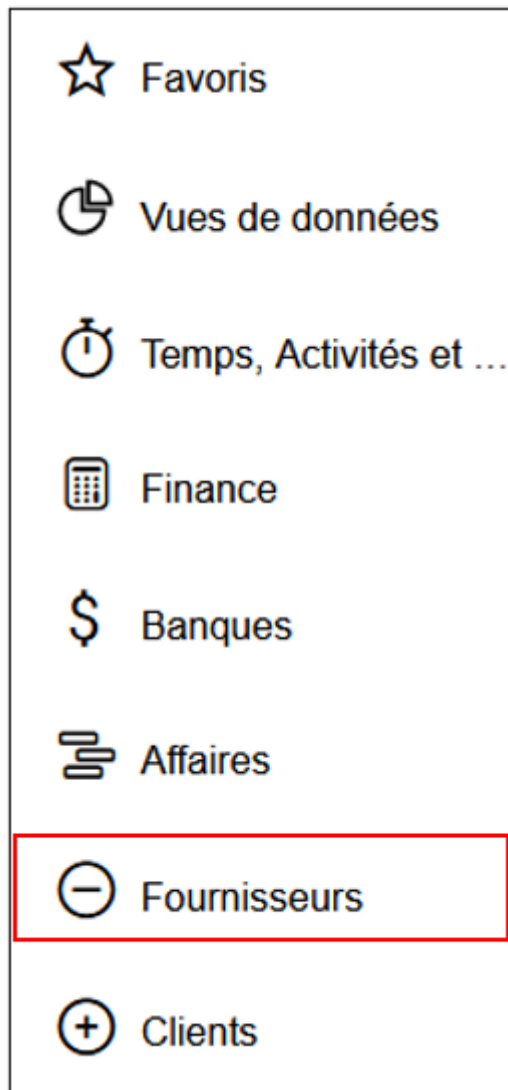 Favoris
Vues de données
Temps, Activités et ...
Finance
$ Banques
Affaires
Fournisseurs
Clients